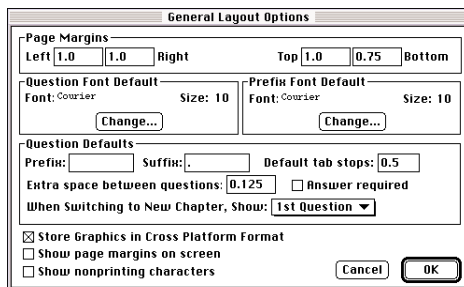 General Layout Options
Page Margins
Left 1.0 1.0 Right Top 1.0 0.75 Bottom
Question Font Default
Font: Courier Size: 10
Change...
Prefix Font Default
Font: Courier Size: 10
Change...
Question Defaults
Prefix: Suffix: . Default tab stops: 0.5
Extra space between questions: 0.125 Answer required
When Switching to New Chapter, Show: 1st Question
Store Graphics in Cross Platform Format
Show page margins on screen
Show nonprinting characters
Cancel OK